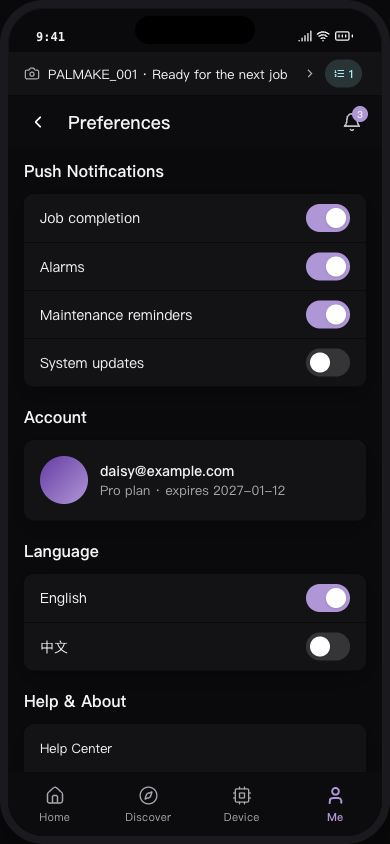 9:41
PALMAKE_001 · Ready for the next job
1
Preferences
3
Push Notifications
Job completion
Alarms
Maintenance reminders
System updates
Account
daisy@example.com
Pro plan · expires 2027-01-12
Language
English
中文
Help & About
Help Center
Home Discover Device Me